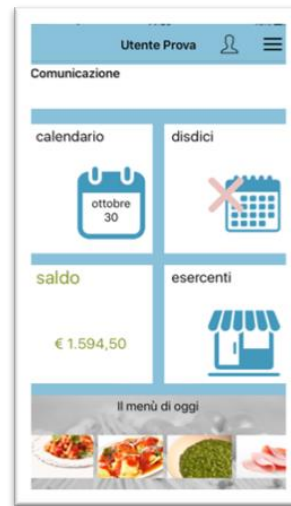 Utente Prova
Comunicazione
calendario
disdici
ottobre
30
saldo
esercenti
€ 1.594,50
Il menù di oggi